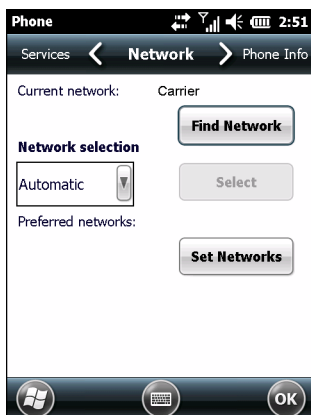 Phone 2:51
Services Network Phone Info
Current network: Carrier
Find Network
Network selection
Automatic Select
Preferred networks:
Set Networks
OK